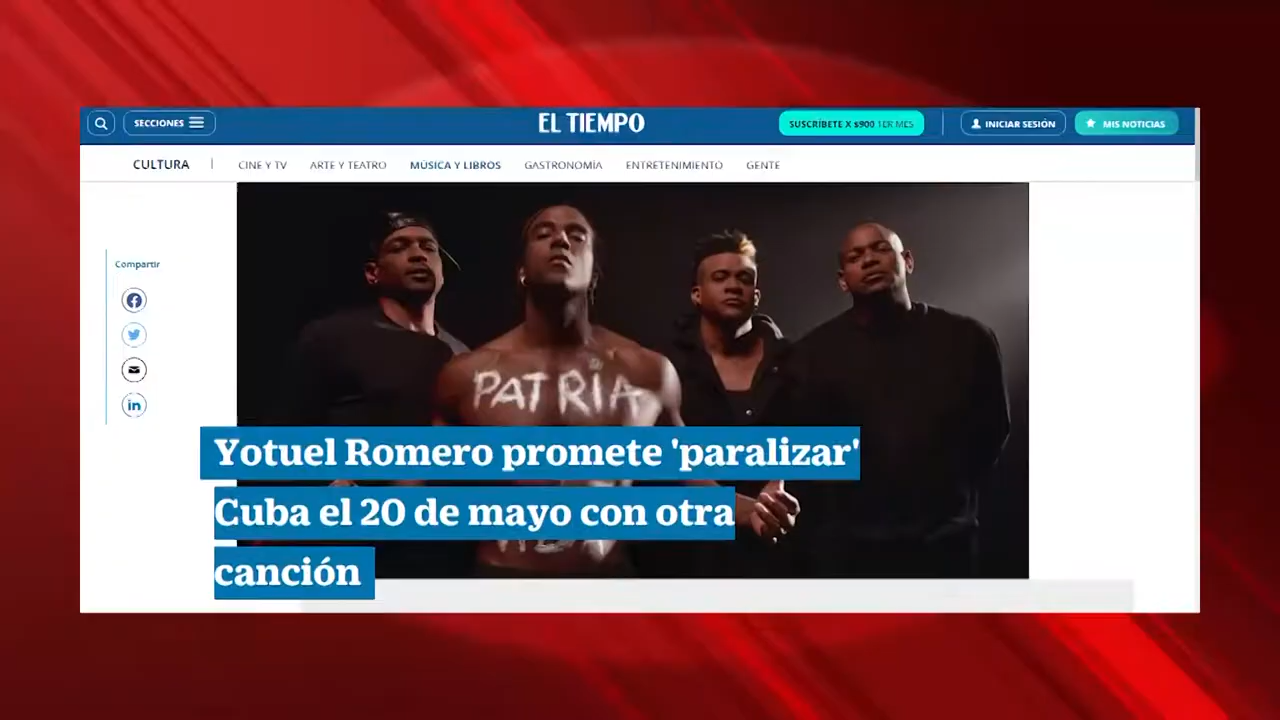 SECCIONES
EL TIEMPO
SUSCRÍBETE X $900 1ER MES
INICIAR SESIÓN
MIS NOTICIAS
CULTURA
CINE Y TV
ARTE Y TEATRO
MÚSICA Y LIBROS
GASTRONOMÍA
ENTRETENIMIENTO
GENTE
Compartir
PATRIA
Yotuel Romero promete 'paralizar'
Cuba el 20 de mayo con otra
canción